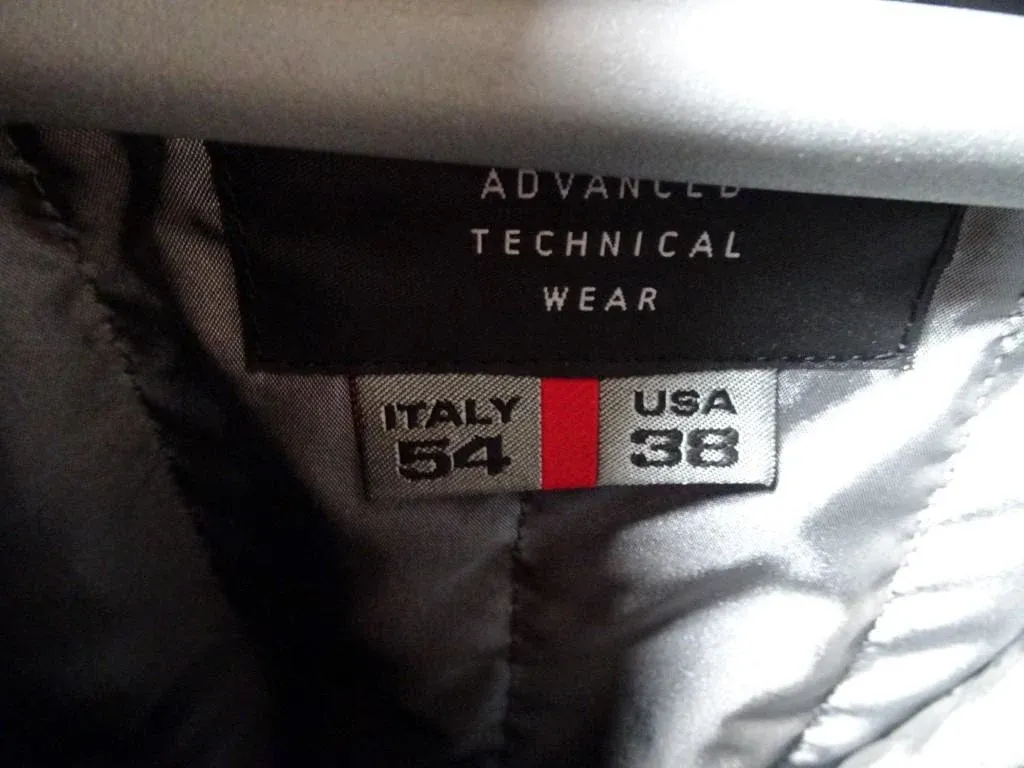 ADVANCED
TECHNICAL
WEAR
ITALY USA
54 38